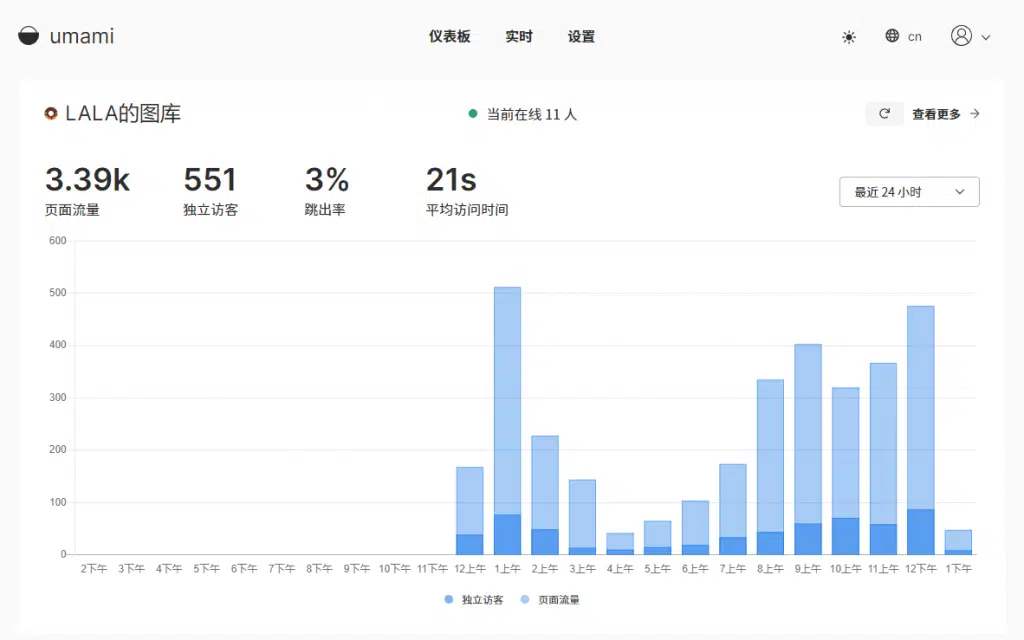 umami
仪表板 实时 设置
cn
LALA的图库
当前在线 11 人
查看更多
3.39k 551 3% 21s
页面流量 独立访客 跳出率 平均访问时间
最近 24 小时
600
500
400
300
200
100
0
2下午 3下午 4下午 5下午 6下午 7下午 8下午 9下午 10下午 11下午 12上午 1上午 2上午 3上午 4上午 5上午 6上午 7上午 8上午 9上午 10上午 11上午 12下午 1下午
独立访客 页面流量